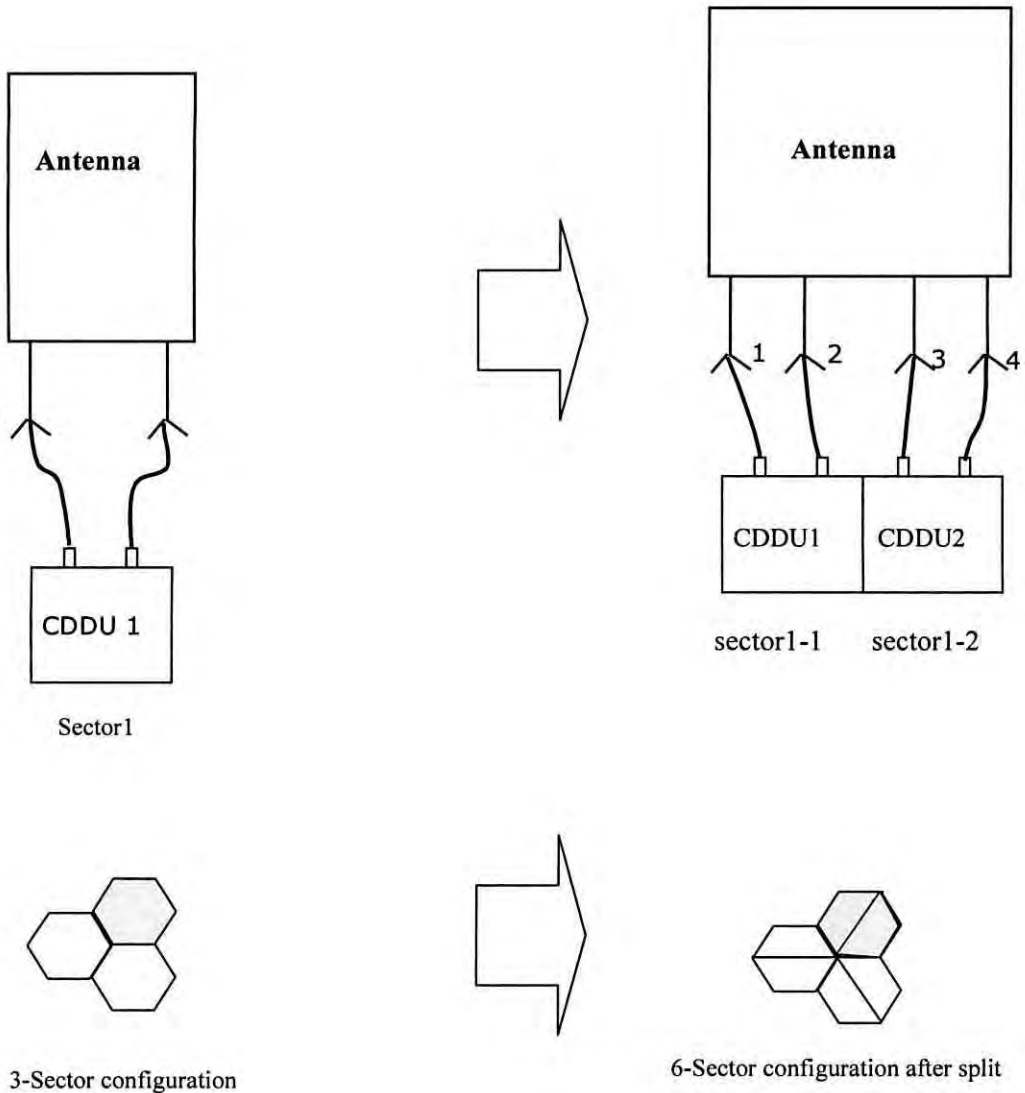 Antenna
Antenna
1
2
3
4
CDDU 1
CDDU1
CDDU2
Sector1
sector1-1
sector1-2
3-Sector configuration
6-Sector configuration after split